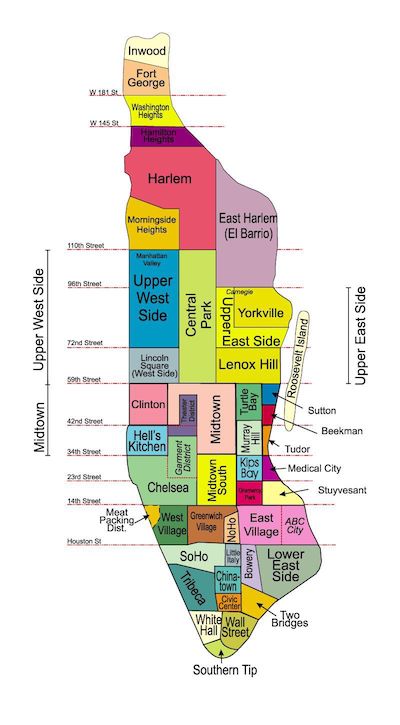 Inwood
Fort
George
W 181 St
Washington
Heights
W 145 St
Hamilton
Heights
Harlem
Morningside
Heights
East Harlem
(El Barrio)
110th Street
Manhattan
Valley
Upper West Side
96th Street
Upper
West
Side
Central
Park
Carnegie
Yorkville
Upper
East Side
Upper East Side
Roosevelt Island
72nd Street
Lincoln
Square
(West Side)
Lenox Hill
59th Street
Midtown
Clinton
Theater
District
Midtown
Turtle
Bay
Sutton
Beekman
42nd Street
Hell's
Kitchen
Garment
District
Murray
Hill
Tudor
34th Street
Kips
Bay
Medical City
23rd Street
Chelsea
Midtown
South
Gramercy
Park
Stuyvesant
14th Street
Meat
Packing
Dist.
West
Village
Greenwich
Village
NoHo
East
Village
ABC
City
Houston St
SoHo
Little
Italy
Bowery
Lower
East
Side
Tribeca
China-
town
Civic
Center
Two
Bridges
White
Hall
Wall
Street
Southern Tip